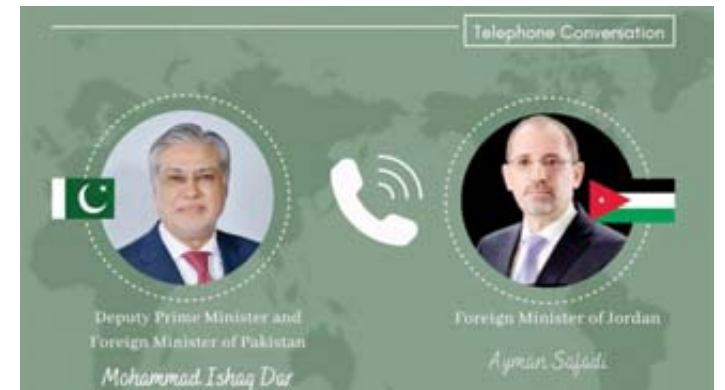 Telephone Conversation
Deputy Prime Minister and
Foreign Minister of Pakistan
Mohammad Ishaq Dar
Foreign Minister of Jordan
Ayman Safadi